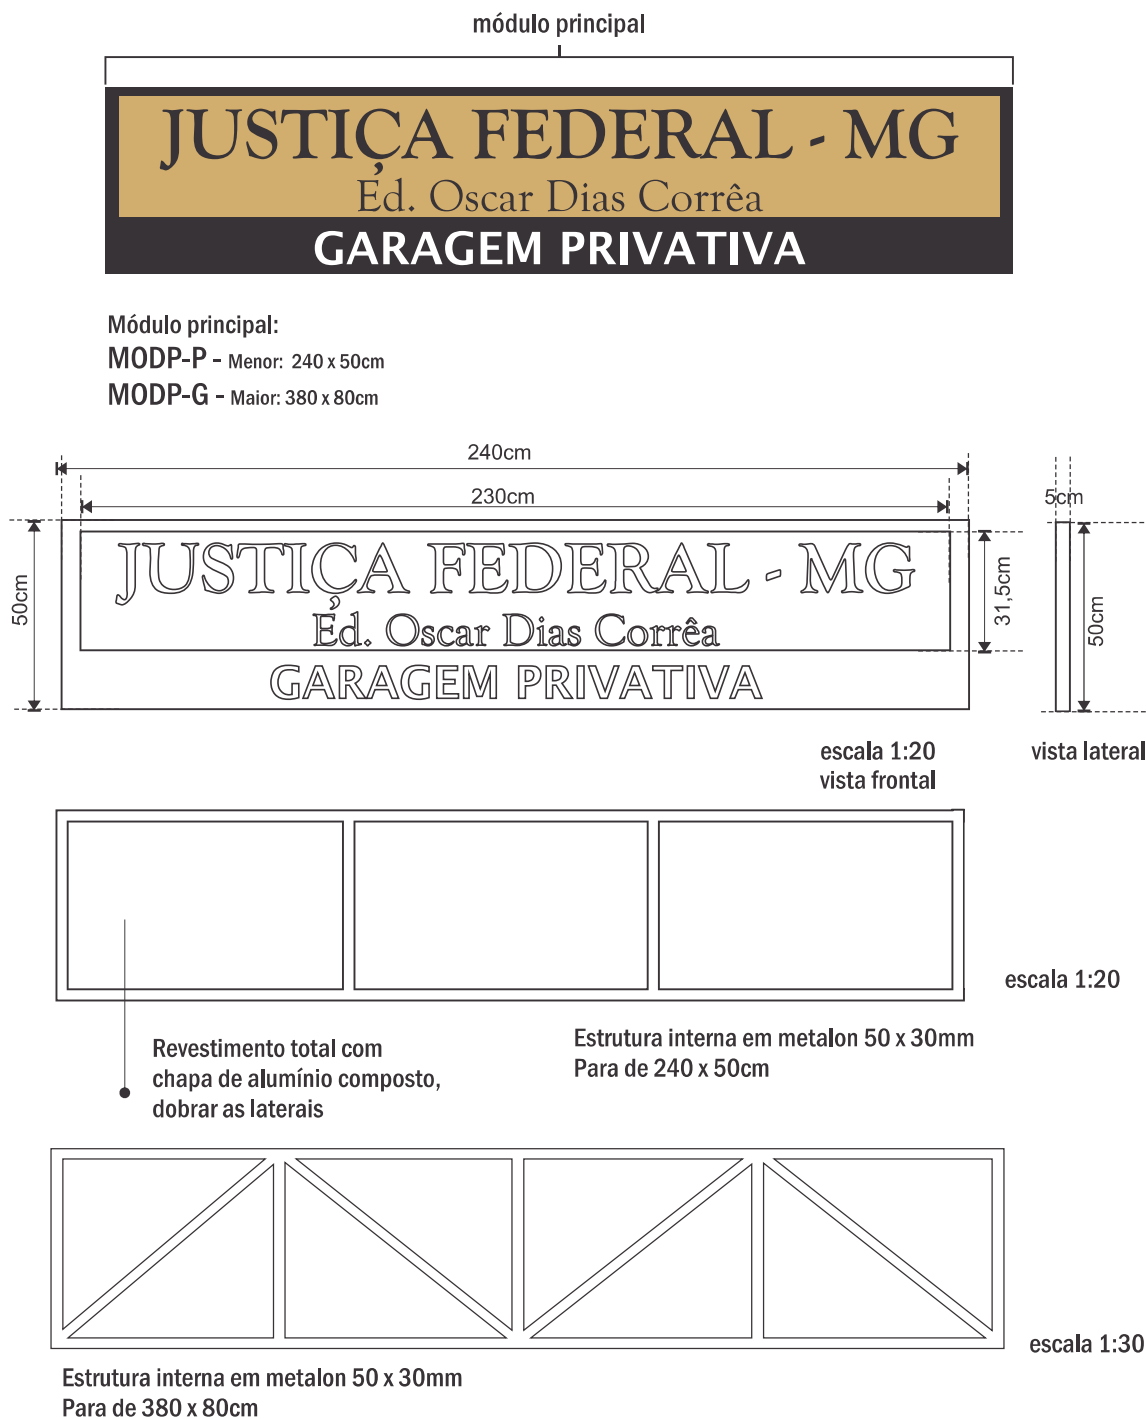 módulo principal
JUSTIÇA FEDERAL - MG
Ed. Oscar Dias Corrêa
GARAGEM PRIVATIVA
Módulo principal:
MODP-P - Menor: 240 x 50cm
MODP-G - Maior: 380 x 80cm
240cm
230cm
5cm
50cm
JUSTIÇA FEDERAL - MG
Ed. Oscar Dias Corrêa
GARAGEM PRIVATIVA
31,5cm
50cm
escala 1:20
vista frontal
vista lateral
escala 1:20
Revestimento total com
chapa de alumínio composto,
dobrar as laterais
Estrutura interna em metalon 50 x 30mm
Para de 240 x 50cm
escala 1:30
Estrutura interna em metalon 50 x 30mm
Para de 380 x 80cm